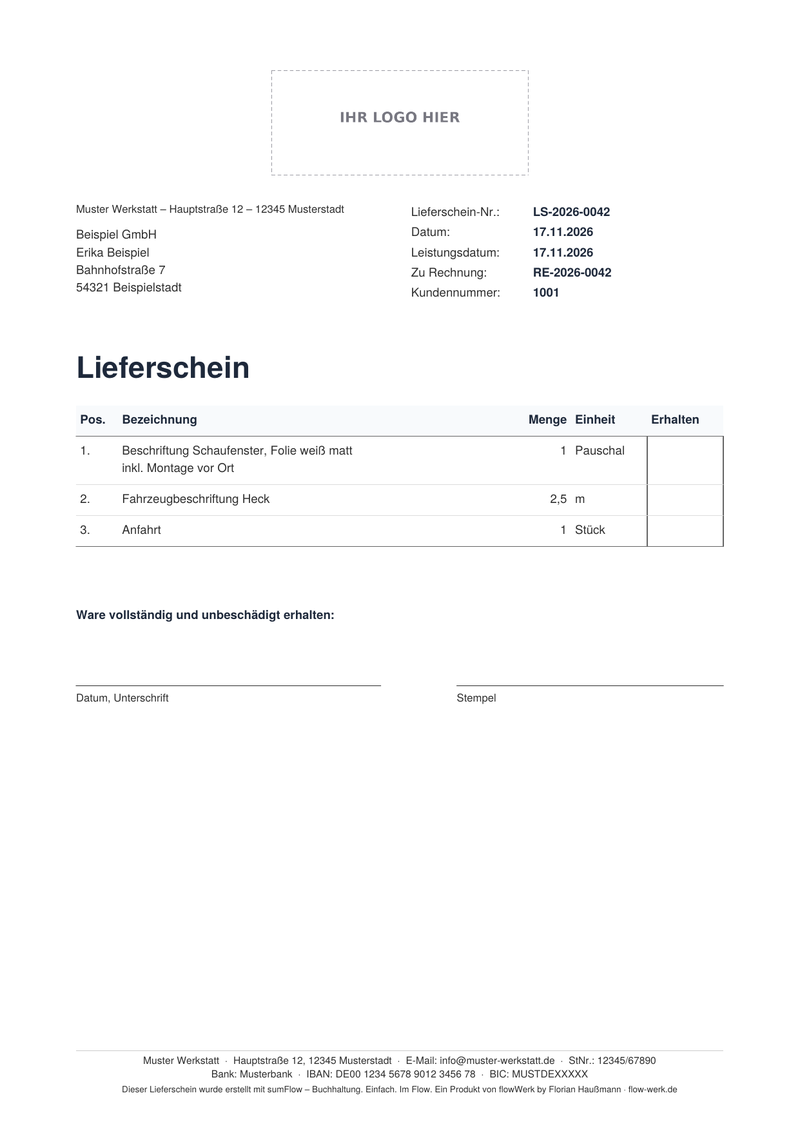 IHR LOGO HIER
Muster Werkstatt – Hauptstraße 12 – 12345 Musterstadt
Beispiel GmbH
Erika Beispiel
Bahnhofstraße 7
54321 Beispielstadt
Lieferschein-Nr.: LS-2026-0042
Datum: 17.11.2026
Leistungsdatum: 17.11.2026
Zu Rechnung: RE-2026-0042
Kundennummer: 1001
Lieferschein
Pos. Bezeichnung Menge Einheit Erhalten
1. Beschriftung Schaufenster, Folie weiß matt 1 Pauschal
inkl. Montage vor Ort
2. Fahrzeugbeschriftung Heck 2,5 m
3. Anfahrt 1 Stück
Ware vollständig und unbeschädigt erhalten:
Datum, Unterschrift Stempel
Muster Werkstatt · Hauptstraße 12, 12345 Musterstadt · E-Mail: info@muster-werkstatt.de · StNr.: 12345/67890
Bank: Musterbank · IBAN: DE00 1234 5678 9012 3456 78 · BIC: MUSTDEXXXXX
Dieser Lieferschein wurde erstellt mit sumFlow – Buchhaltung. Einfach. Im Flow. Ein Produkt von flowWerk by Florian Haußmann · flow-werk.de